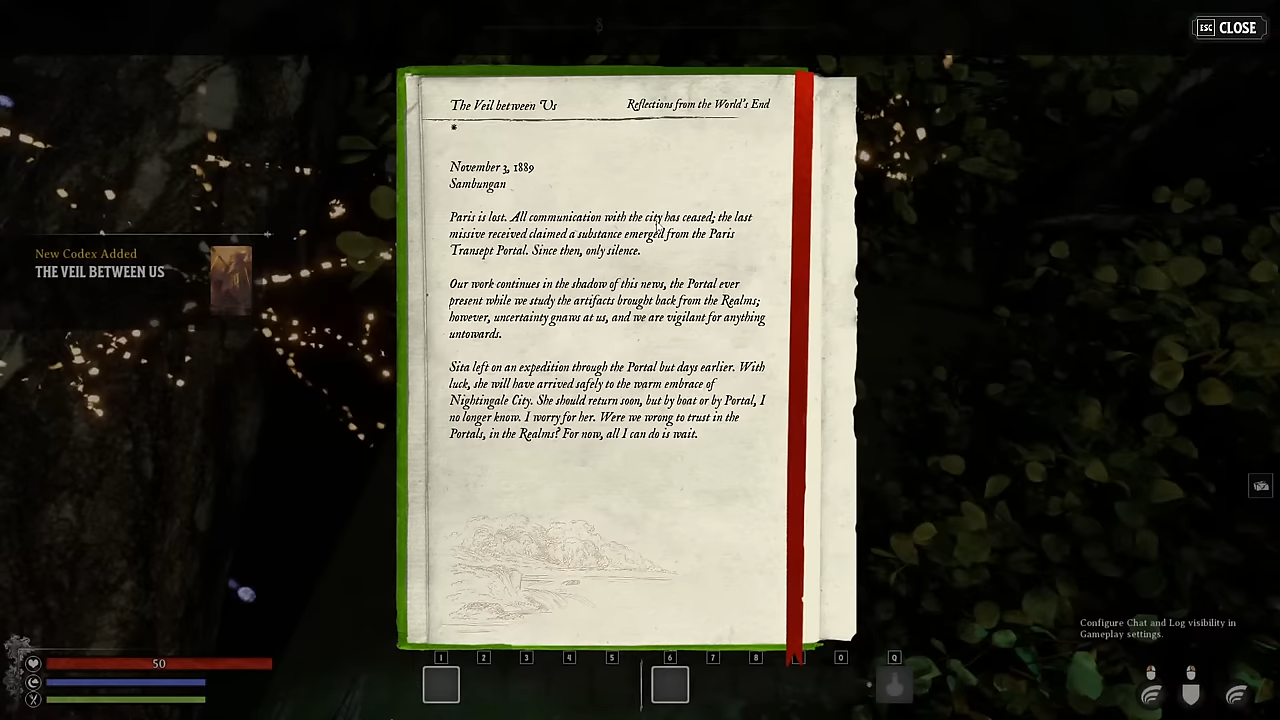 ESC CLOSE
The Veil between Us
Reflections from the World's End
*
November 3, 1889
Sambungan
Paris is lost. All communication with the city has ceased; the last
missive received claimed a substance emerged from the Paris
Transept Portal. Since then, only silence.
Our work continues in the shadow of this news, the Portal ever
present while we study the artifacts brought back from the Realms;
however, uncertainty gnaws at us, and we are vigilant for anything
untowards.
Sita left on an expedition through the Portal but days earlier. With
luck, she will have arrived safely to the warm embrace of
Nightingale City. She should return soon, but by boat or by Portal, I
no longer know. I worry for her. Were we wrong to trust in the
Portals, in the Realms? For now, all I can do is wait.
New Codex Added
THE VEIL BETWEEN US
Configure Chat and Log visibility in
Gameplay settings.
50
1 2 3 4 5 6 7 8 0 Q